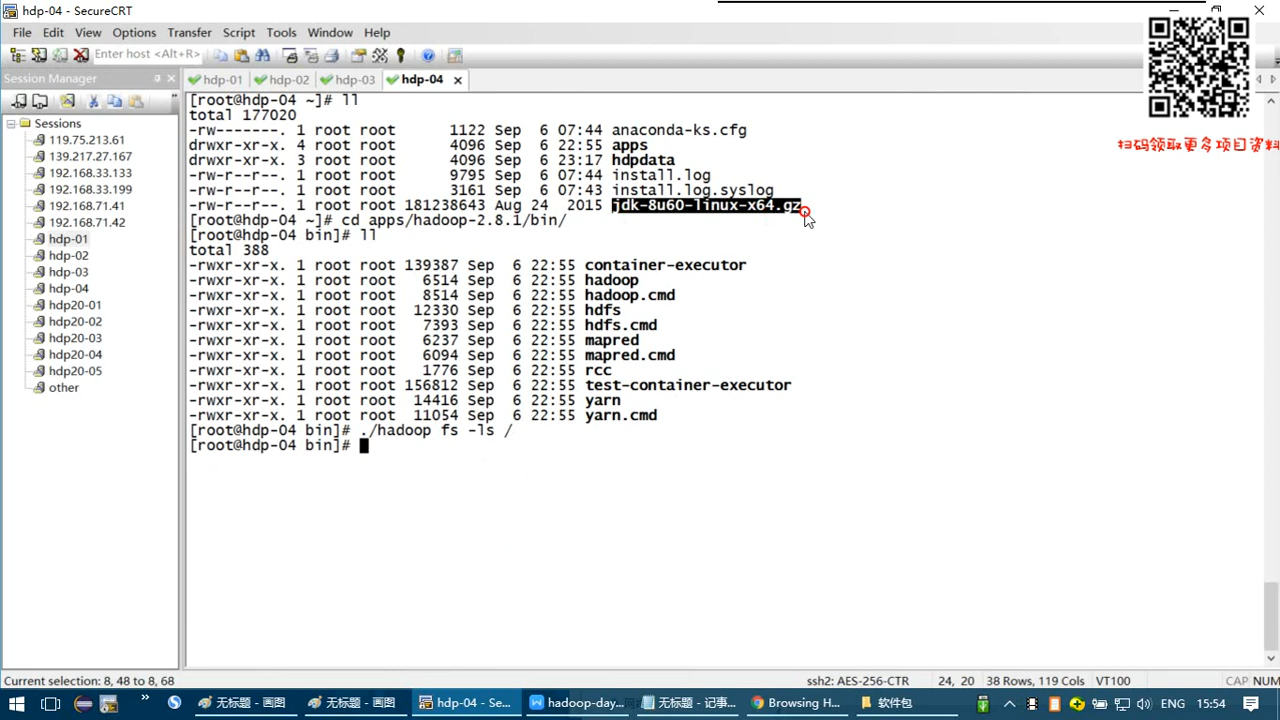 hdp-04 - SecureCRT
File Edit View Options Transfer Script Tools Window Help
Enter host <Alt+R>
Session Manager
hdp-01 hdp-02 hdp-03 hdp-04
扫码领取更多项目资料
Sessions
119.75.213.61
139.217.27.167
192.168.33.133
192.168.33.199
192.168.71.41
192.168.71.42
hdp-01
hdp-02
hdp-03
hdp-04
hdp20-01
hdp20-02
hdp20-03
hdp20-04
hdp20-05
other
[root@hdp-04 ~]# ll
total 177020
-rw-------. 1 root root 1122 Sep 6 07:44 anaconda-ks.cfg
drwxr-xr-x. 4 root root 4096 Sep 6 22:55 apps
drwxr-xr-x. 3 root root 4096 Sep 6 23:17 hdpdata
-rw-r--r--. 1 root root 9795 Sep 6 07:44 install.log
-rw-r--r--. 1 root root 3161 Sep 6 07:43 install.log.syslog
-rw-r--r--. 1 root root 181238643 Aug 24 2015 jdk-8u60-linux-x64.gz
[root@hdp-04 ~]# cd apps/hadoop-2.8.1/bin/
[root@hdp-04 bin]# ll
total 388
-rwxr-xr-x. 1 root root 139387 Sep 6 22:55 container-executor
-rwxr-xr-x. 1 root root 6514 Sep 6 22:55 hadoop
-rwxr-xr-x. 1 root root 8514 Sep 6 22:55 hadoop.cmd
-rwxr-xr-x. 1 root root 12330 Sep 6 22:55 hdfs
-rwxr-xr-x. 1 root root 7393 Sep 6 22:55 hdfs.cmd
-rwxr-xr-x. 1 root root 6237 Sep 6 22:55 mapred
-rwxr-xr-x. 1 root root 6094 Sep 6 22:55 mapred.cmd
-rwxr-xr-x. 1 root root 1776 Sep 6 22:55 rcc
-rwxr-xr-x. 1 root root 156812 Sep 6 22:55 test-container-executor
-rwxr-xr-x. 1 root root 14416 Sep 6 22:55 yarn
-rwxr-xr-x. 1 root root 11054 Sep 6 22:55 yarn.cmd
[root@hdp-04 bin]# ./hadoop fs -ls /
[root@hdp-04 bin]#
Current selection: 8, 48 to 8, 68 ssh2: AES-256-CTR 24, 20 38 Rows, 119 Cols VT100 CAP NUM
无标题 - 画图 无标题 - 画图 hdp-04 - Se... hadoop-day... 无标题 - 记事... Browsing H... 软件包 ENG 15:54